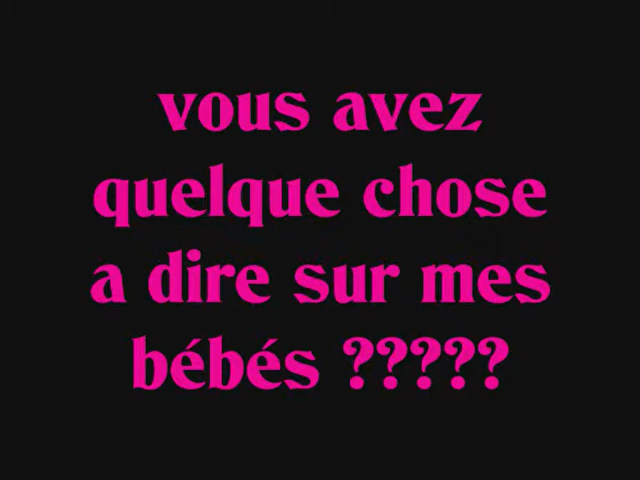 vous avez
quelque chose
a dire sur mes
bébés ?????